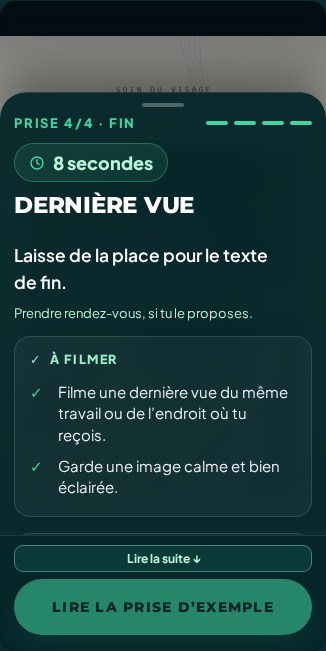 SOIN DU VISAGE
PRISE 4/4 · FIN
8 secondes
DERNIÈRE VUE
Laisse de la place pour le texte
de fin.
Prendre rendez-vous, si tu le proposes.
✓ À FILMER
✓ Filme une dernière vue du même
travail ou de l’endroit où tu
reçois.
✓ Garde une image calme et bien
éclairée.
Lire la suite ↓
LIRE LA PRISE D’EXEMPLE